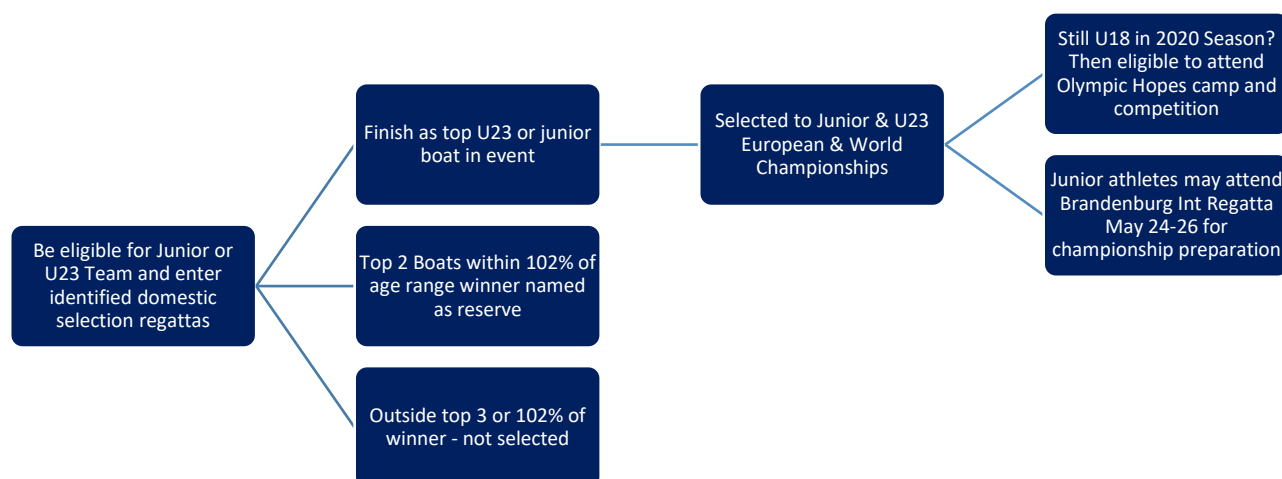 Be eligible for Junior or
U23 Team and enter
identified domestic
selection regattas
Finish as top U23 or junior
boat in event
Top 2 Boats within 102% of
age range winner named
as reserve
Outside top 3 or 102% of
winner - not selected
Selected to Junior & U23
European & World
Championships
Still U18 in 2020 Season?
Then eligible to attend
Olympic Hopes camp and
competition
Junior athletes may attend
Brandenburg Int Regatta
May 24-26 for
championship preparation